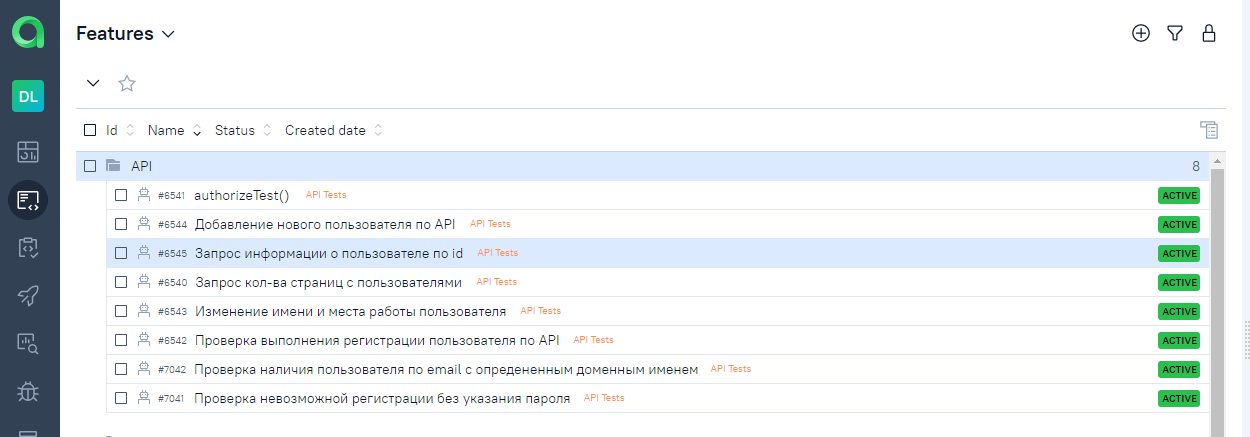 Features
DL
Id Name Status Created date
API 8
#6541 authorizeTest() API Tests ACTIVE
#6544 Добавление нового пользователя по API API Tests ACTIVE
#6545 Запрос информации о пользователе по id API Tests ACTIVE
#6540 Запрос кол-ва страниц с пользователями API Tests ACTIVE
#6543 Изменение имени и места работы пользователя API Tests ACTIVE
#6542 Проверка выполнения регистрации пользователя по API API Tests ACTIVE
#7042 Проверка наличия пользователя по email с опредененным доменным именем API Tests ACTIVE
#7041 Проверка невозможной регистрации без указания пароля API Tests ACTIVE